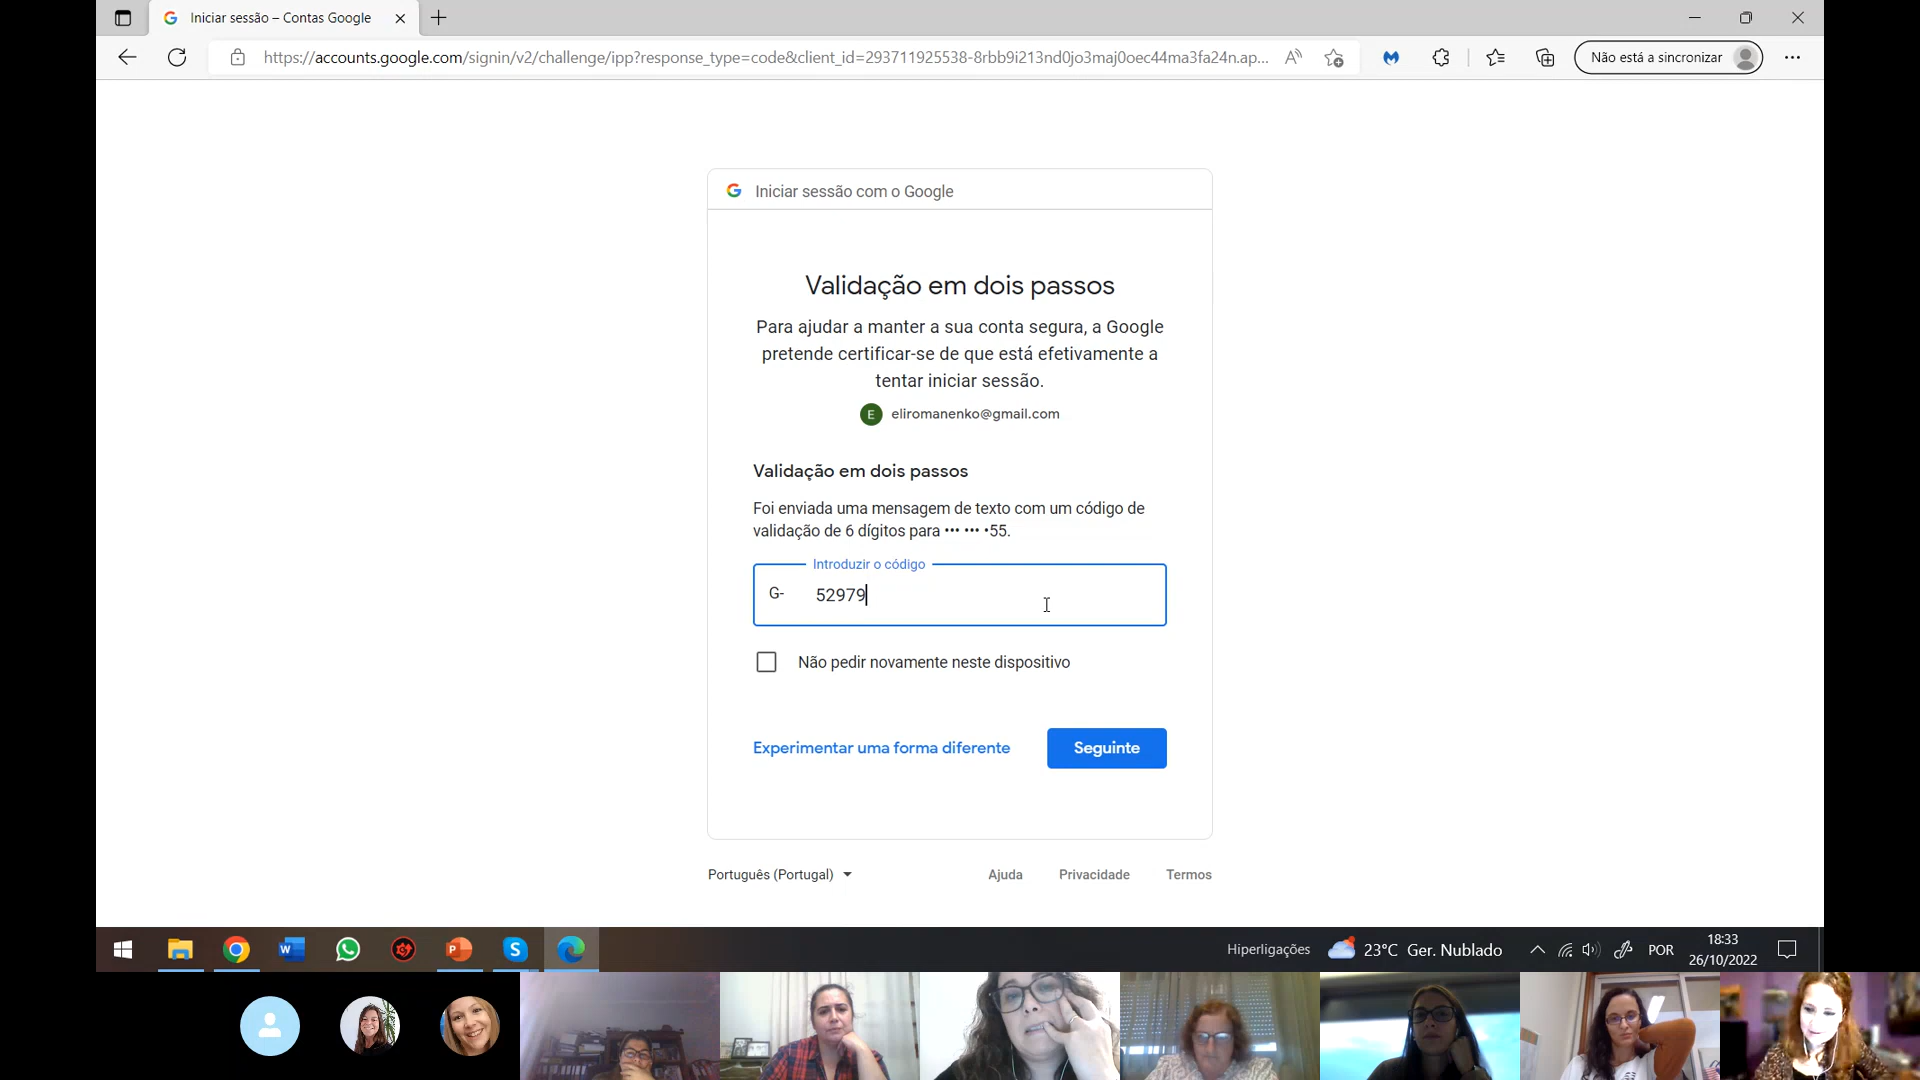 Iniciar sessão – Contas Google
https://accounts.google.com/signin/v2/challenge/ipp?response_type=code&client_id=293711925538-8rbb9i213nd0jo3maj0oec44ma3fa24n.ap...
Não está a sincronizar
Iniciar sessão com o Google
Validação em dois passos
Para ajudar a manter a sua conta segura, a Google
pretende certificar-se de que está efetivamente a
tentar iniciar sessão.
E eliromanenko@gmail.com
Validação em dois passos
Foi enviada uma mensagem de texto com um código de
validação de 6 dígitos para ••• ••• •55.
Introduzir o código
G- 52979
Não pedir novamente neste dispositivo
Experimentar uma forma diferente
Seguinte
Português (Portugal)
Ajuda
Privacidade
Termos
Hiperligações
23°C Ger. Nublado
POR
18:33
26/10/2022